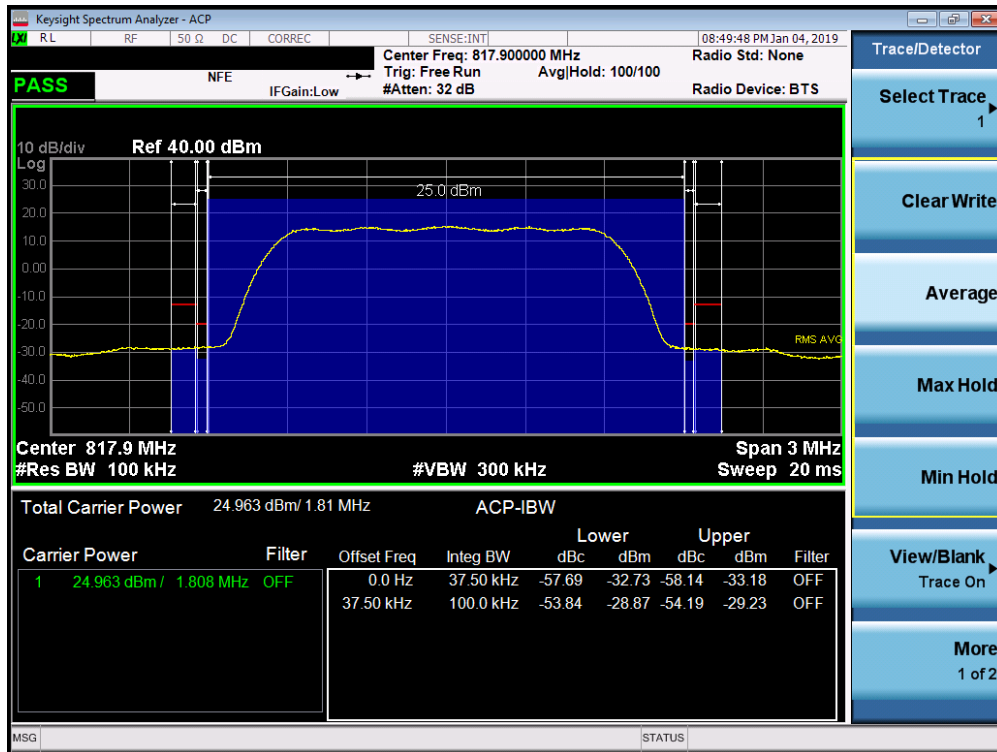 Keysight Spectrum Analyzer - ACP
LXI RL RF 50 Ω DC CORREC SENSE:INT 08:49:48 PM Jan 04, 2019
Center Freq: 817.900000 MHz Radio Std: None
NFE Trig: Free Run Avg|Hold: 100/100
PASS IFGain:Low #Atten: 32 dB Radio Device: BTS
10 dB/div Ref 40.00 dBm
Log
30.0
25.0 dBm
20.0
10.0
0.00
-10.0
-20.0
RMS AVG
-30.0
-40.0
-50.0
Center 817.9 MHz Span 3 MHz
#Res BW 100 kHz #VBW 300 kHz Sweep 20 ms
Total Carrier Power 24.963 dBm/ 1.81 MHz ACP-IBW
Lower Upper
Carrier Power Filter Offset Freq Integ BW dBc dBm dBc dBm Filter
1 24.963 dBm / 1.808 MHz OFF 0.0 Hz 37.50 kHz -57.69 -32.73 -58.14 -33.18 OFF
37.50 kHz 100.0 kHz -53.84 -28.87 -54.19 -29.23 OFF
MSG STATUS
Trace/Detector
Select Trace
1
Clear Write
Average
Max Hold
Min Hold
View/Blank
Trace On
More
1 of 2